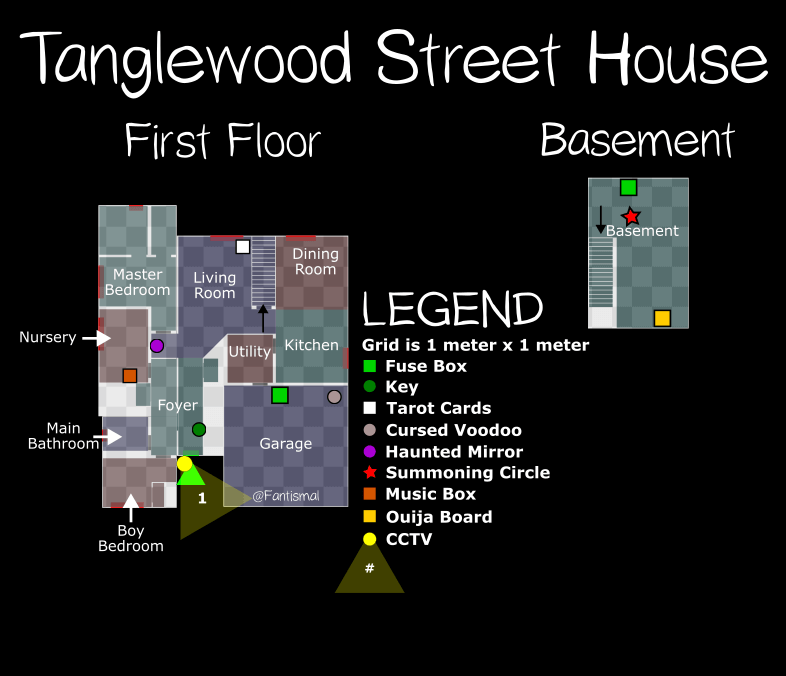 Tanglewood Street House
First Floor
Basement
Basement
Dining
Room
Master
Bedroom
Living
Room
Nursery
Utility
Kitchen
Foyer
Main
Bathroom
Garage
1
@Fantismal
Boy
Bedroom
LEGEND
Grid is 1 meter x 1 meter
Fuse Box
Key
Tarot Cards
Cursed Voodoo
Haunted Mirror
Summoning Circle
Music Box
Ouija Board
CCTV
#